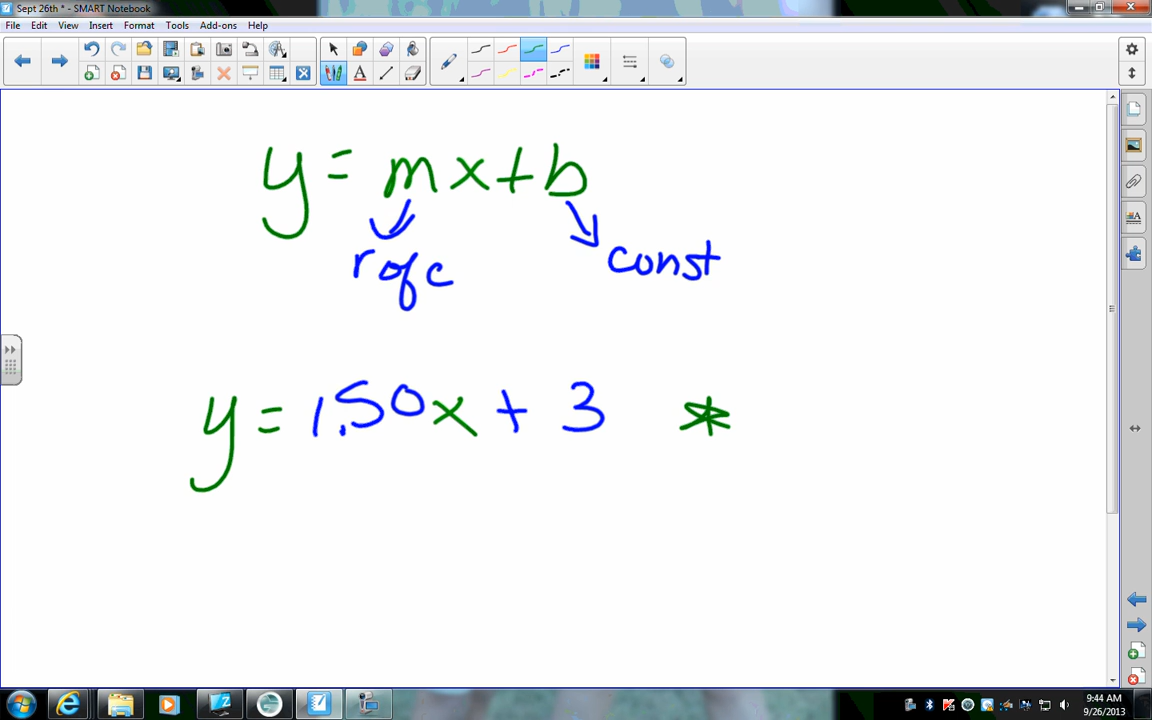 Sept 26th * - SMART Notebook
File Edit View Insert Format Tools Add-ons Help
y = mx + b
r of c
const
y = 1.50x + 3 *
9:44 AM
9/26/2013